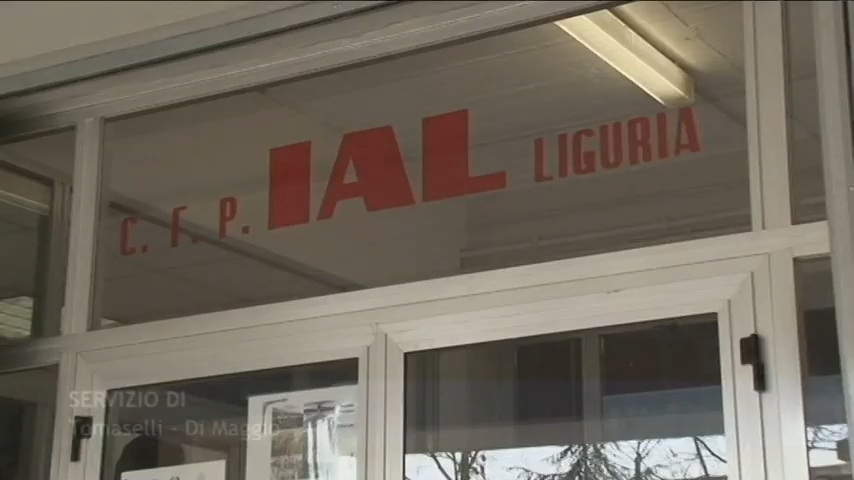 C. F. P. IAL LIGURIA
SERVIZIO DI
Tomaselli - Di Maggio